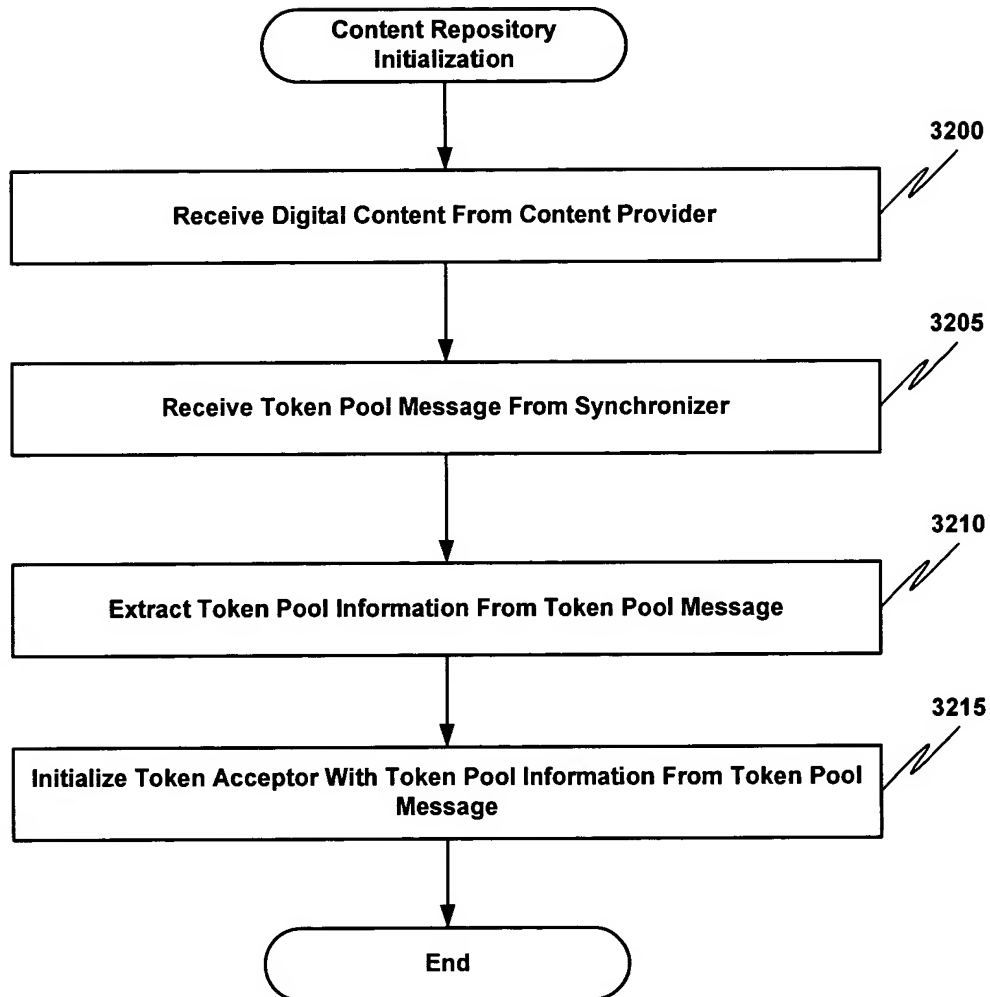 Content Repository
Initialization
3200
Receive Digital Content From Content Provider
3205
Receive Token Pool Message From Synchronizer
3210
Extract Token Pool Information From Token Pool Message
3215
Initialize Token Acceptor With Token Pool Information From Token Pool
Message
End